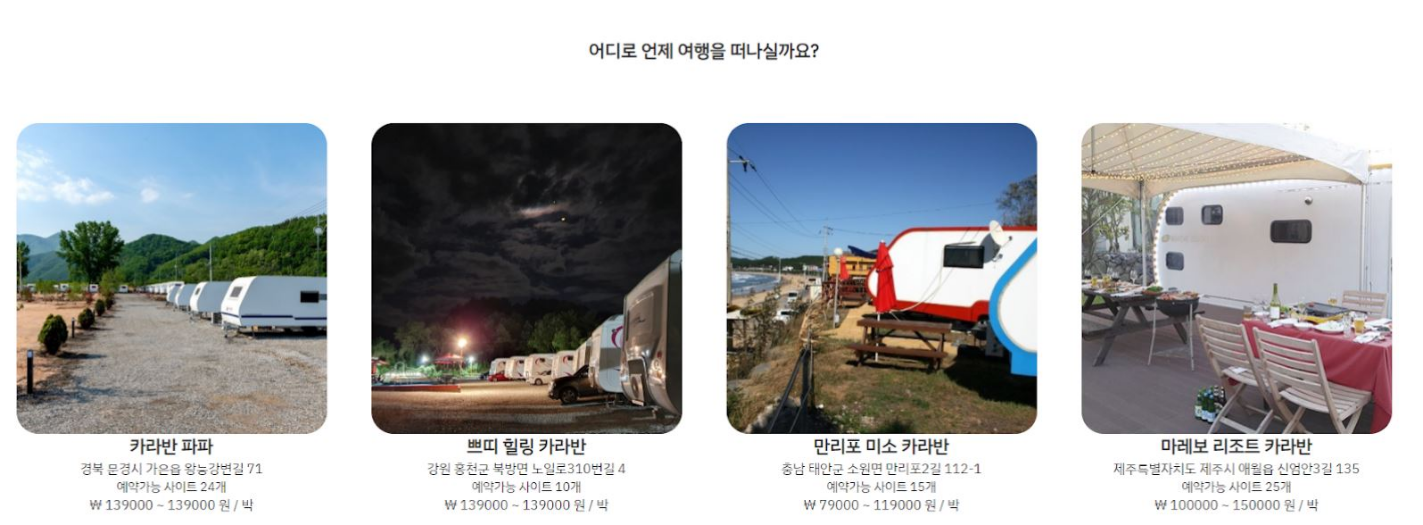 어디로 언제 여행을 떠나실까요?
카라반 파파
경북 문경시 가은읍 왕능강변길 71
예약가능 사이트 24개
₩ 139000 ~ 139000 원 / 박
쁘띠 힐링 카라반
강원 홍천군 북방면 노일로310번길 4
예약가능 사이트 10개
₩ 139000 ~ 139000 원 / 박
만리포 미소 카라반
충남 태안군 소원면 만리포2길 112-1
예약가능 사이트 15개
₩ 79000 ~ 119000 원 / 박
마레보 리조트 카라반
제주특별자치도 제주시 애월읍 신엄안3길 135
예약가능 사이트 25개
₩ 100000 ~ 150000 원 / 박